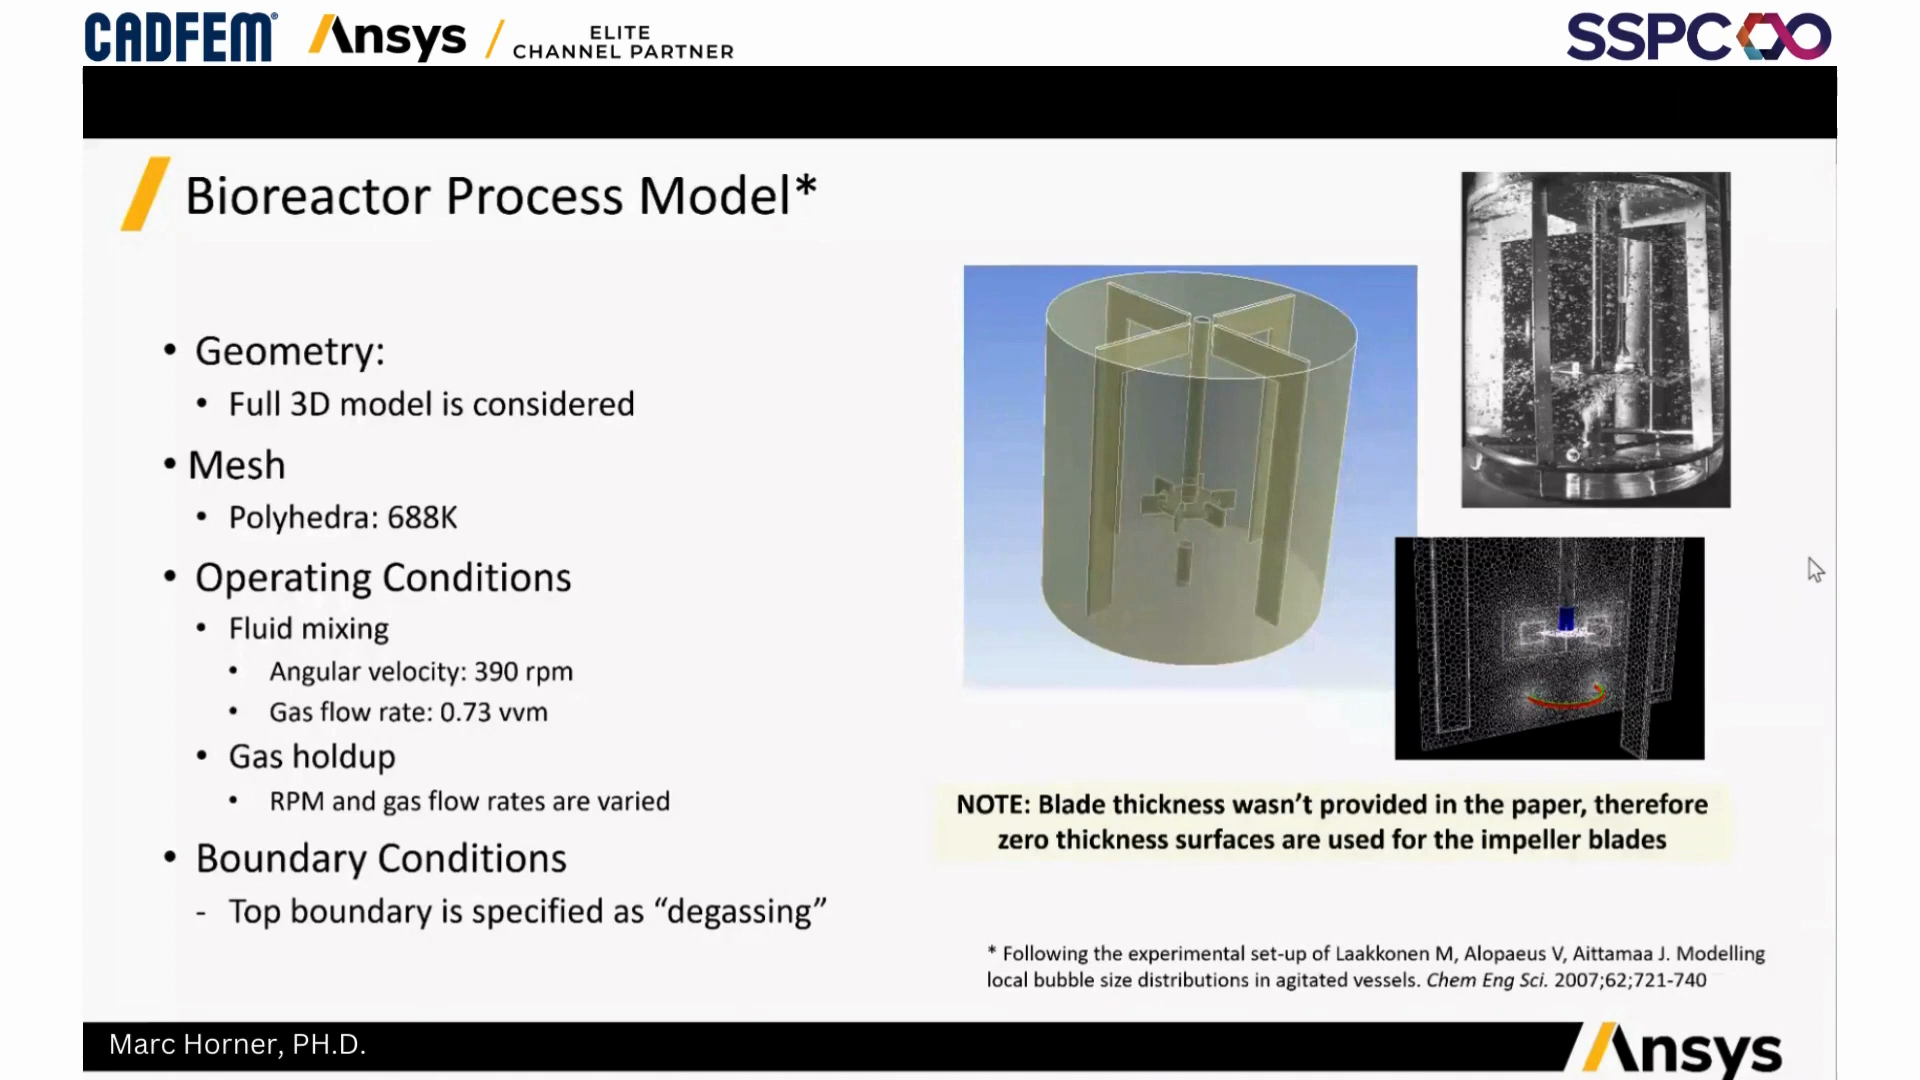 CADFEM® Ansys / ELITE CHANNEL PARTNER
SSPC
Bioreactor Process Model*
• Geometry:
• Full 3D model is considered
• Mesh
• Polyhedra: 688K
• Operating Conditions
• Fluid mixing
• Angular velocity: 390 rpm
• Gas flow rate: 0.73 vvm
• Gas holdup
• RPM and gas flow rates are varied
• Boundary Conditions
- Top boundary is specified as “degassing”
NOTE: Blade thickness wasn’t provided in the paper, therefore
zero thickness surfaces are used for the impeller blades
* Following the experimental set-up of Laakkonen M, Alopaeus V, Aittamaa J. Modelling
local bubble size distributions in agitated vessels. Chem Eng Sci. 2007;62;721-740
Marc Horner, PH.D.
Ansys